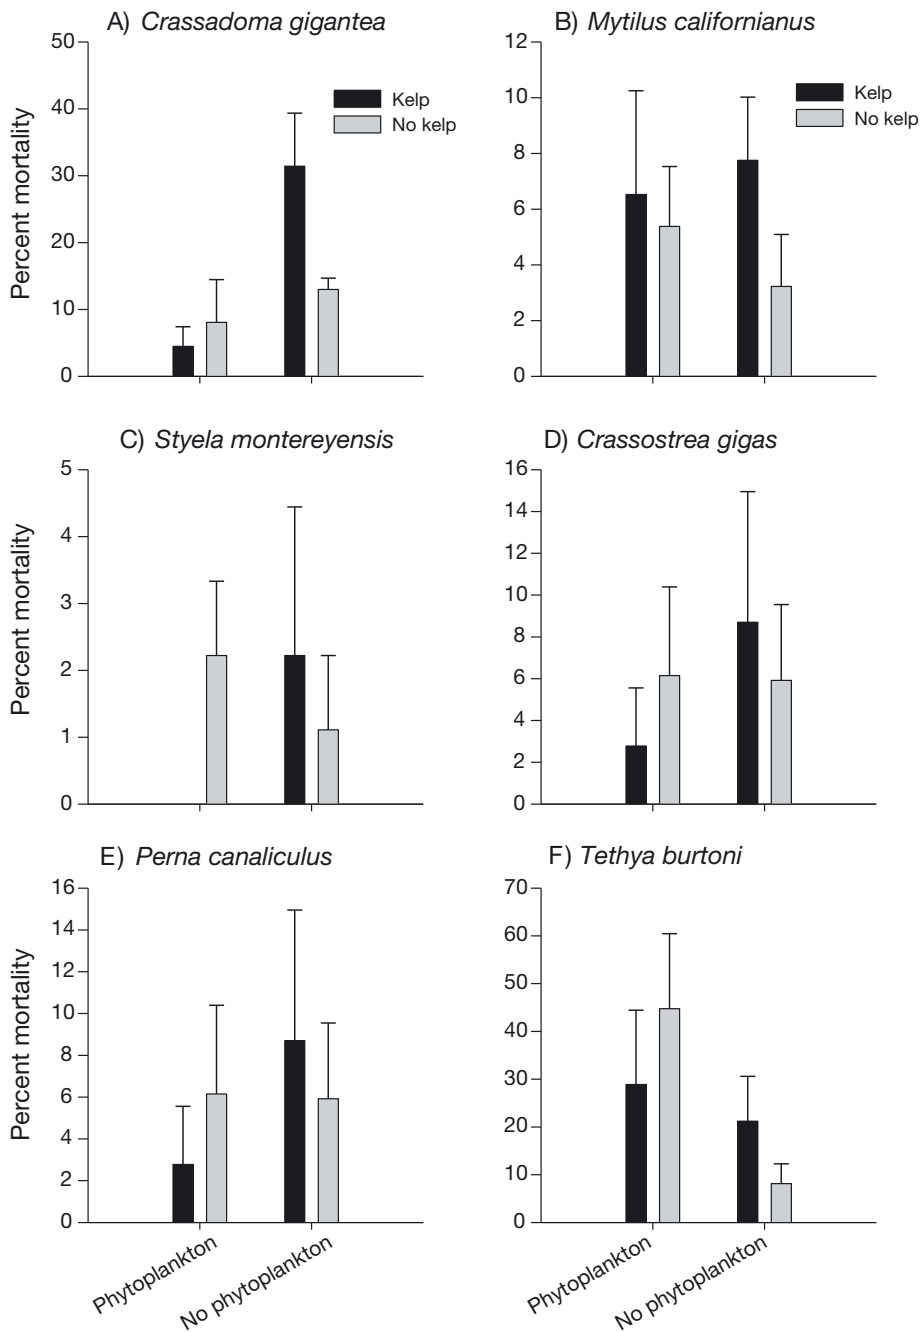 A) Crassadoma gigantea
50
40
30
20
10
0
Percent mortality
Kelp
No kelp
B) Mytilus californianus
12
10
8
6
4
2
0
Kelp
No kelp
C) Styela montereyensis
5
4
3
2
1
0
Percent mortality
D) Crassostrea gigas
16
14
12
10
8
6
4
2
0
E) Perna canaliculus
16
14
12
10
8
6
4
2
0
Percent mortality
Phytoplankton
No phytoplankton
F) Tethya burtoni
70
60
50
40
30
20
10
0
Phytoplankton
No phytoplankton